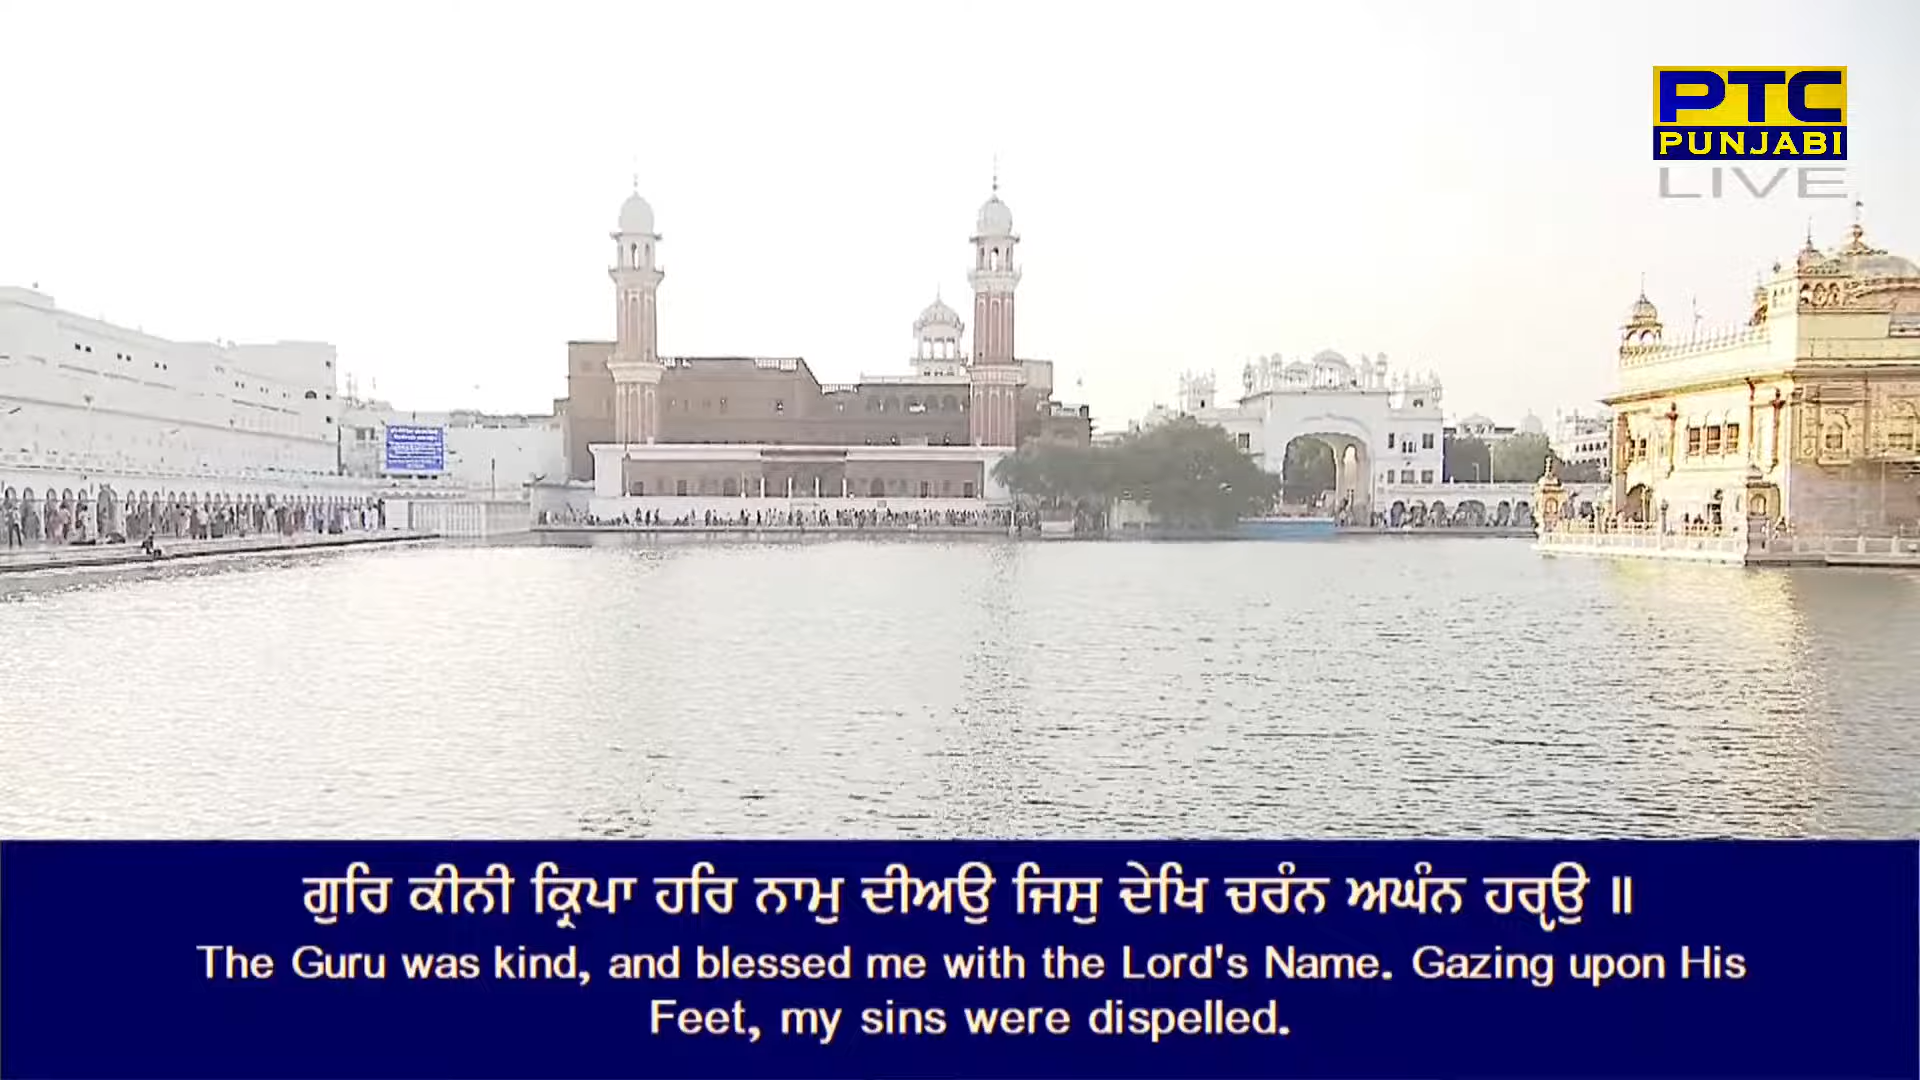 PTC
PUNJABI
LIVE
ਗੁਰਿ ਕੀਨੀ ਕ੍ਰਿਪਾ ਹਰਿ ਨਾਮੁ ਦੀਅਉ ਜਿਸੁ ਦੇਖਿ ਚਰੰਨ ਅਘੰਨ ਹਰ੍ਯ੍ਯਉ ॥
The Guru was kind, and blessed me with the Lord's Name. Gazing upon His
Feet, my sins were dispelled.